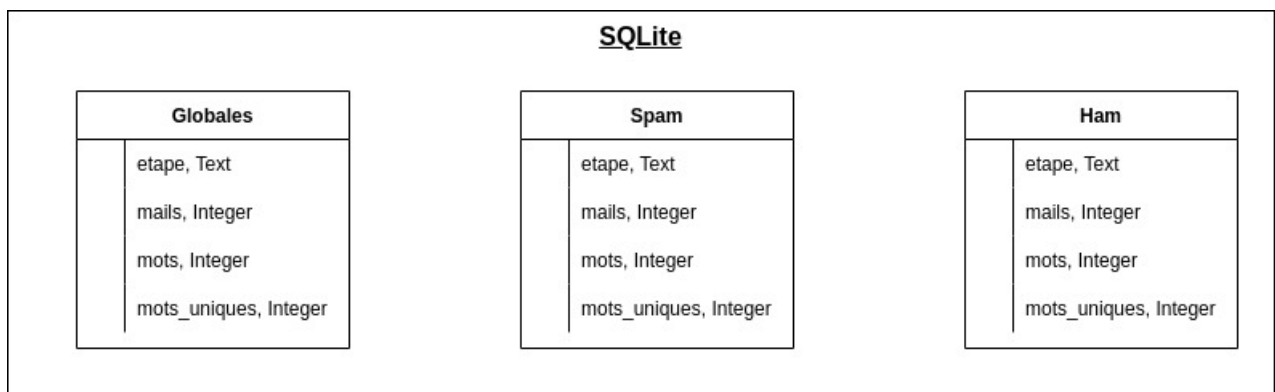 SQLite
Globales
etape, Text
mails, Integer
mots, Integer
mots_uniques, Integer
Spam
etape, Text
mails, Integer
mots, Integer
mots_uniques, Integer
Ham
etape, Text
mails, Integer
mots, Integer
mots_uniques, Integer